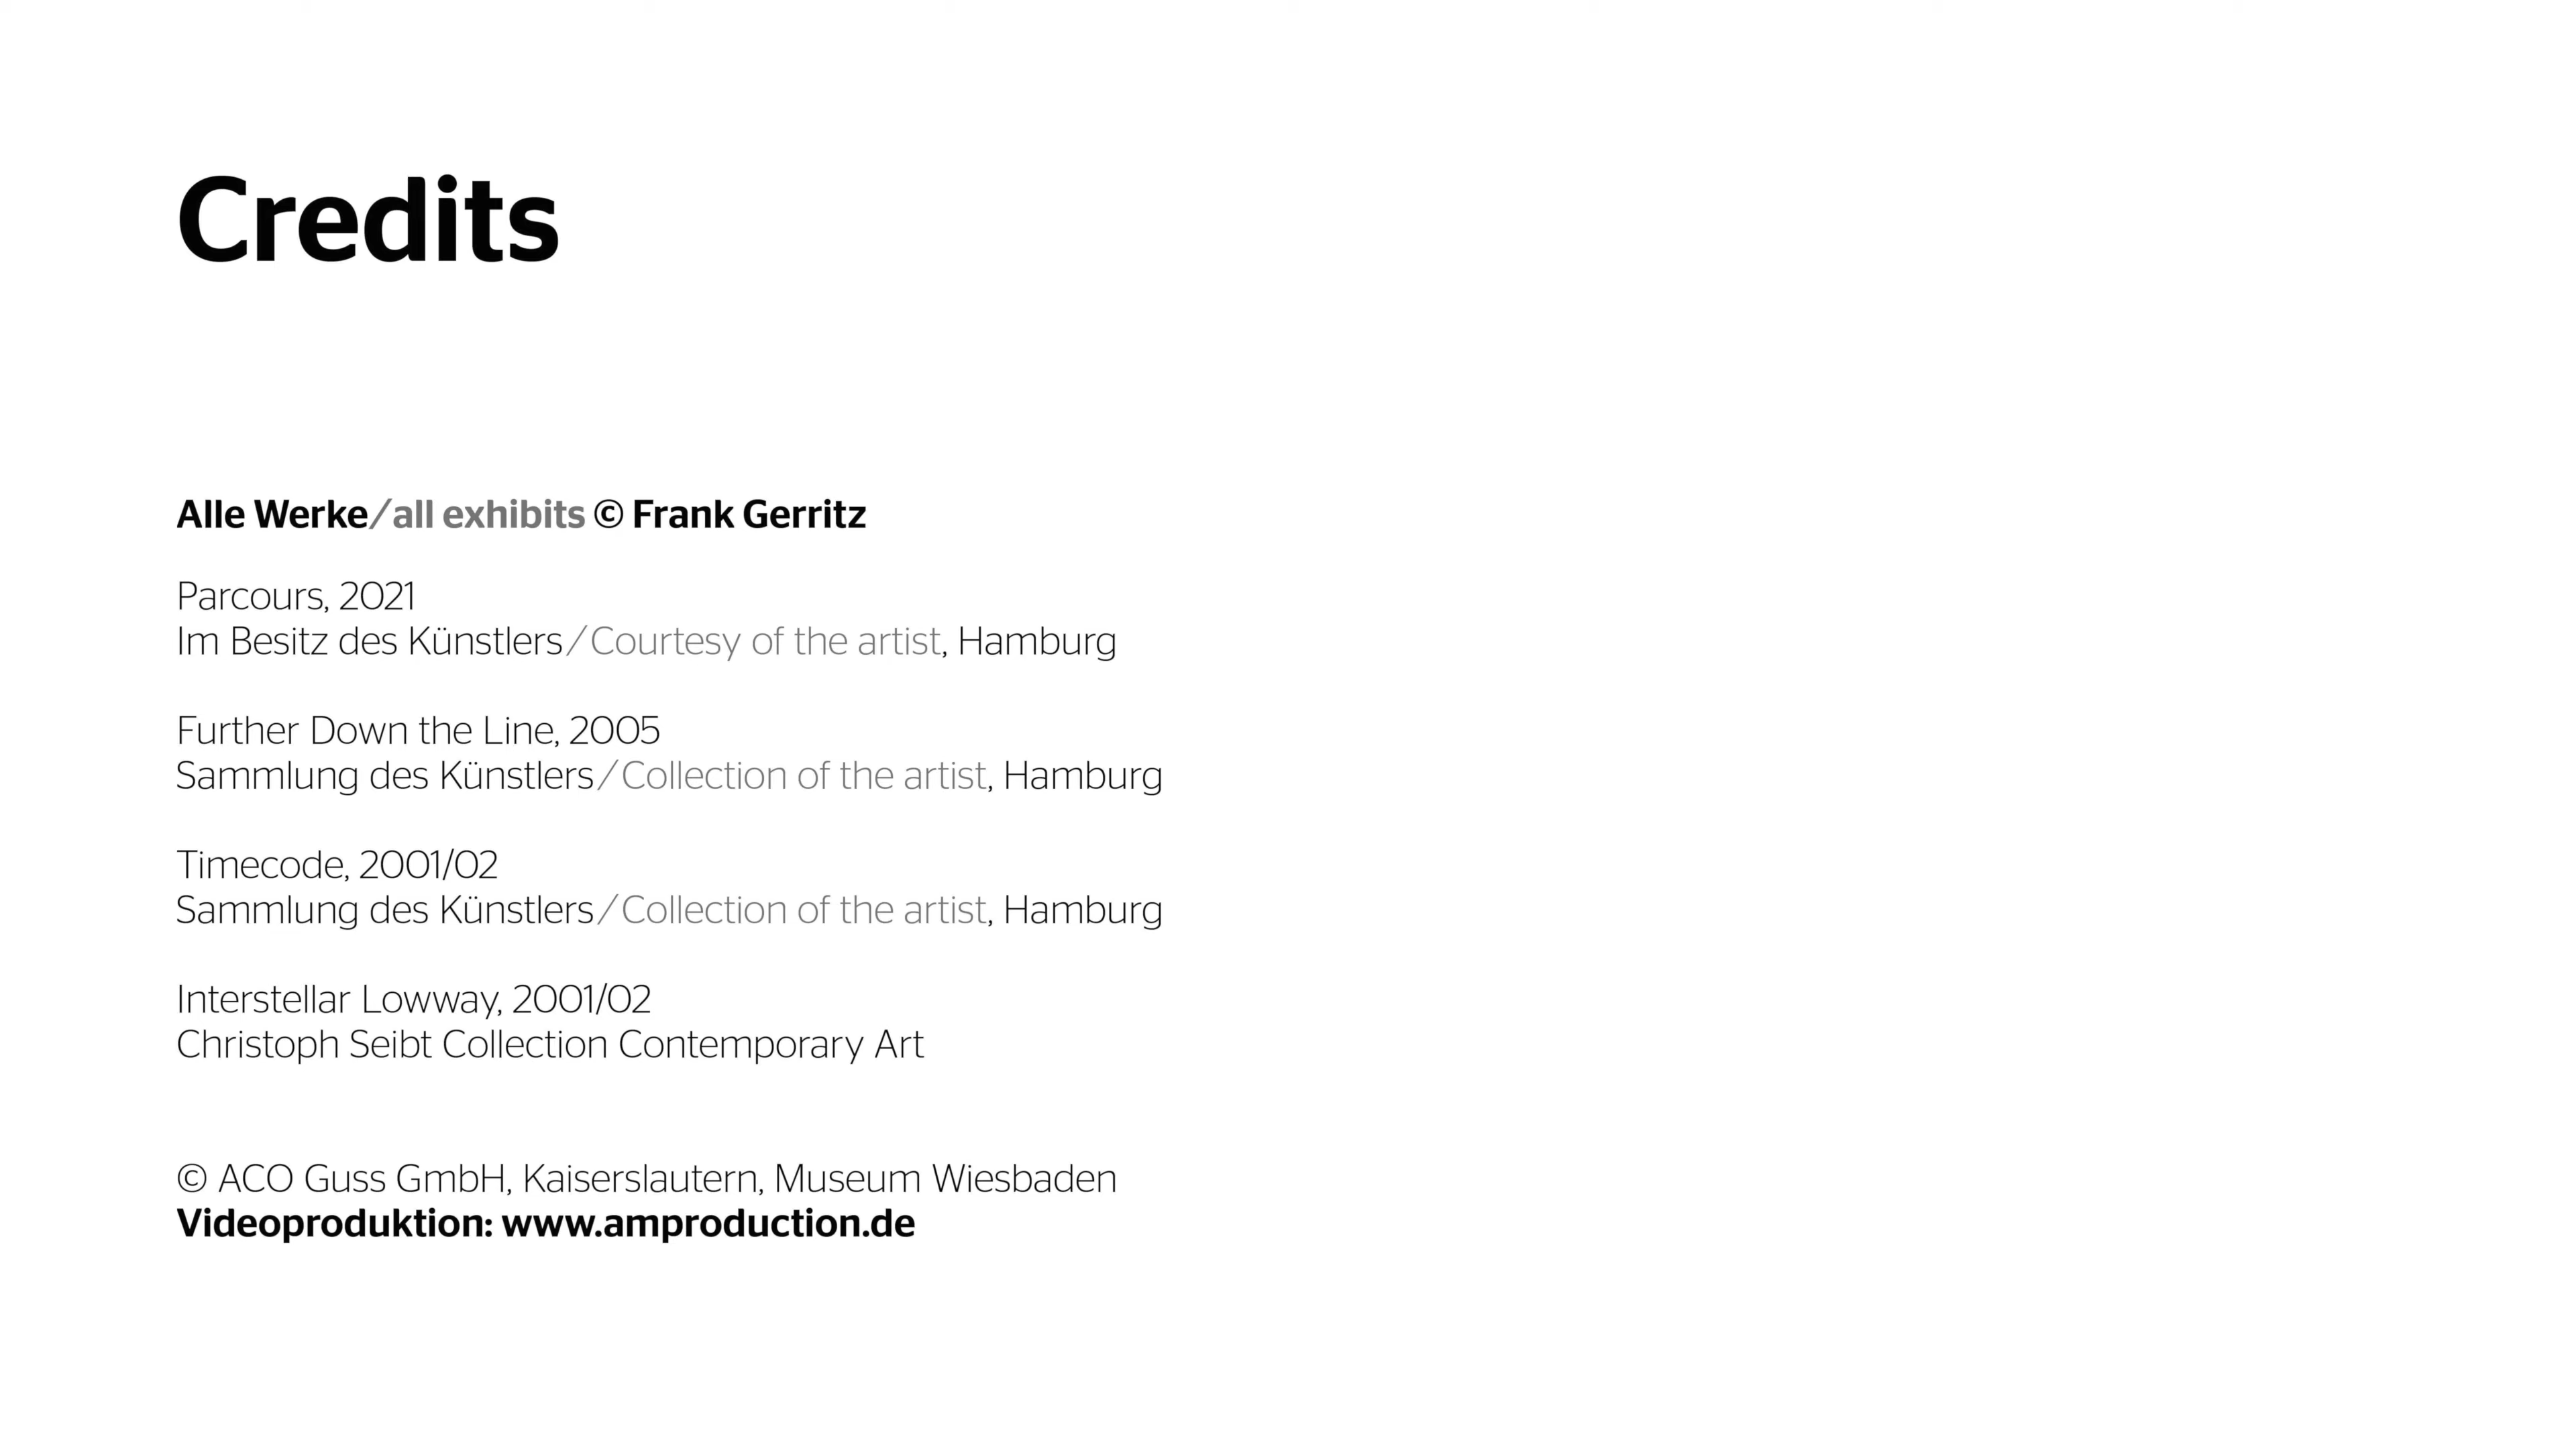 Credits
Alle Werke/all exhibits © Frank Gerritz
Parcours, 2021
Im Besitz des Künstlers/Courtesy of the artist, Hamburg
Further Down the Line, 2005
Sammlung des Künstlers/Collection of the artist, Hamburg
Timecode, 2001/02
Sammlung des Künstlers/Collection of the artist, Hamburg
Interstellar Lowway, 2001/02
Christoph Seibt Collection Contemporary Art
© ACO Guss GmbH, Kaiserslautern, Museum Wiesbaden
Videoproduktion: www.amproduction.de